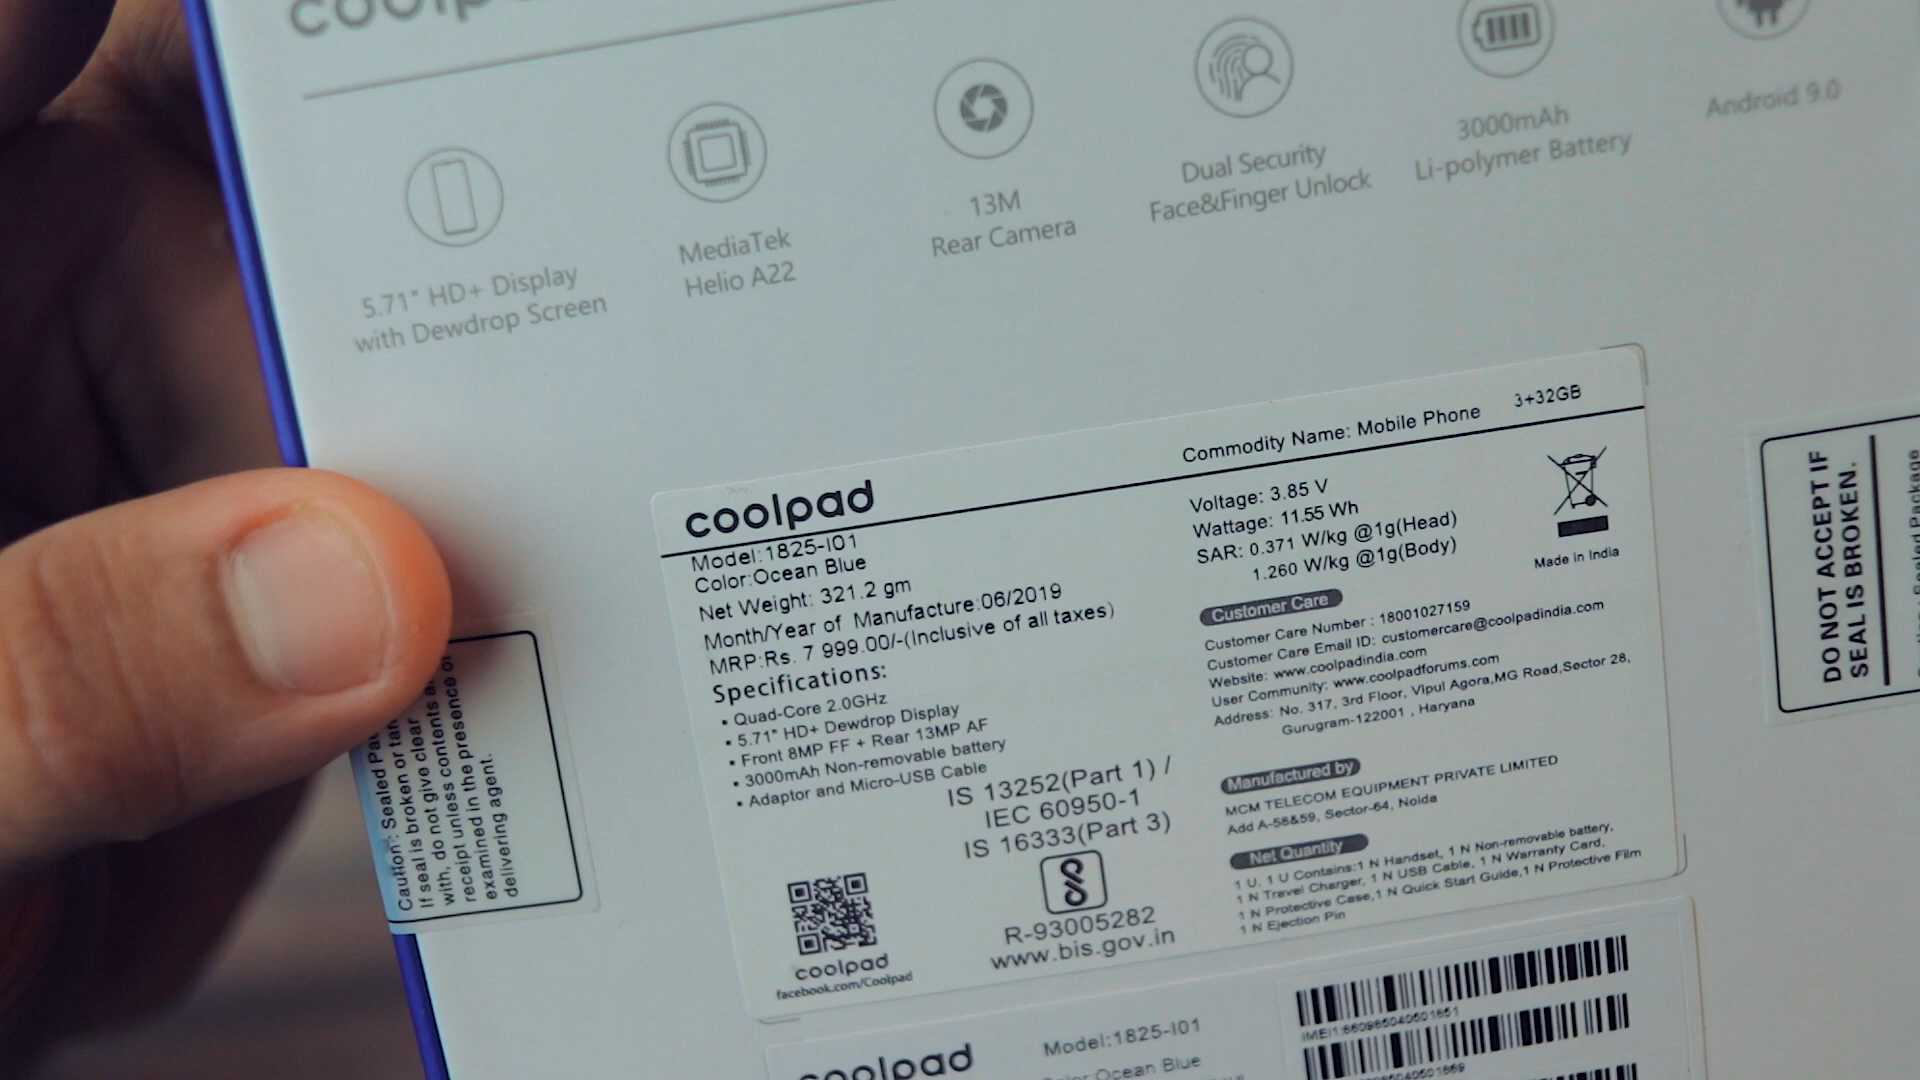 5.71" HD+ Display
with Dewdrop Screen
MediaTek
Helio A22
13M
Rear Camera
Dual Security
Face&Finger Unlock
3000mAh
Li-polymer Battery
Android 9.0
coolpad
Commodity Name: Mobile Phone 3+32GB
Model:1825-I01
Color:Ocean Blue
Net Weight: 321.2 gm
Month/Year of Manufacture:06/2019
MRP:Rs. 7 999.00/-(Inclusive of all taxes)
Specifications:
▪ Quad-Core 2.0GHz
▪ 5.71" HD+ Dewdrop Display
▪ Front 8MP FF + Rear 13MP AF
▪ 3000mAh Non-removable battery
▪ Adaptor and Micro-USB Cable
IS 13252(Part 1) /
IEC 60950-1
IS 16333(Part 3)
R-93005282
www.bis.gov.in
coolpad
facebook.com/Coolpad
Voltage: 3.85 V
Wattage: 11.55 Wh
SAR: 0.371 W/kg @1g(Head)
1.260 W/kg @1g(Body)
Made in India
Customer Care
Customer Care Number : 18001027159
Customer Care Email ID: customercare@coolpadindia.com
Website: www.coolpadindia.com
User Community: www.coolpadforums.com
Address: No. 317, 3rd Floor, Vipul Agora,MG Road,Sector 28,
Gurugram-122001 , Haryana
Manufactured by
MCM TELECOM EQUIPMENT PRIVATE LIMITED
Add A-58&59, Sector-64, Noida
Net Quantity
1 U, 1 U Contains:1 N Handset, 1 N Non-removable battery,
1 N Travel Charger, 1 N USB Cable, 1 N Warranty Card,
1 N Protective Case,1 N Quick Start Guide,1 N Protective Film
1 N Ejection Pin
Caution : Sealed
If seal is broken or
with, do not give clear
receipt unless contents
examined in the presence
delivering agent.
DO NOT ACCEPT IF
SEAL IS BROKEN.
Sealed Package
coolpad
Model:1825-I01
Ocean Blue
IMEI1:860985040501851